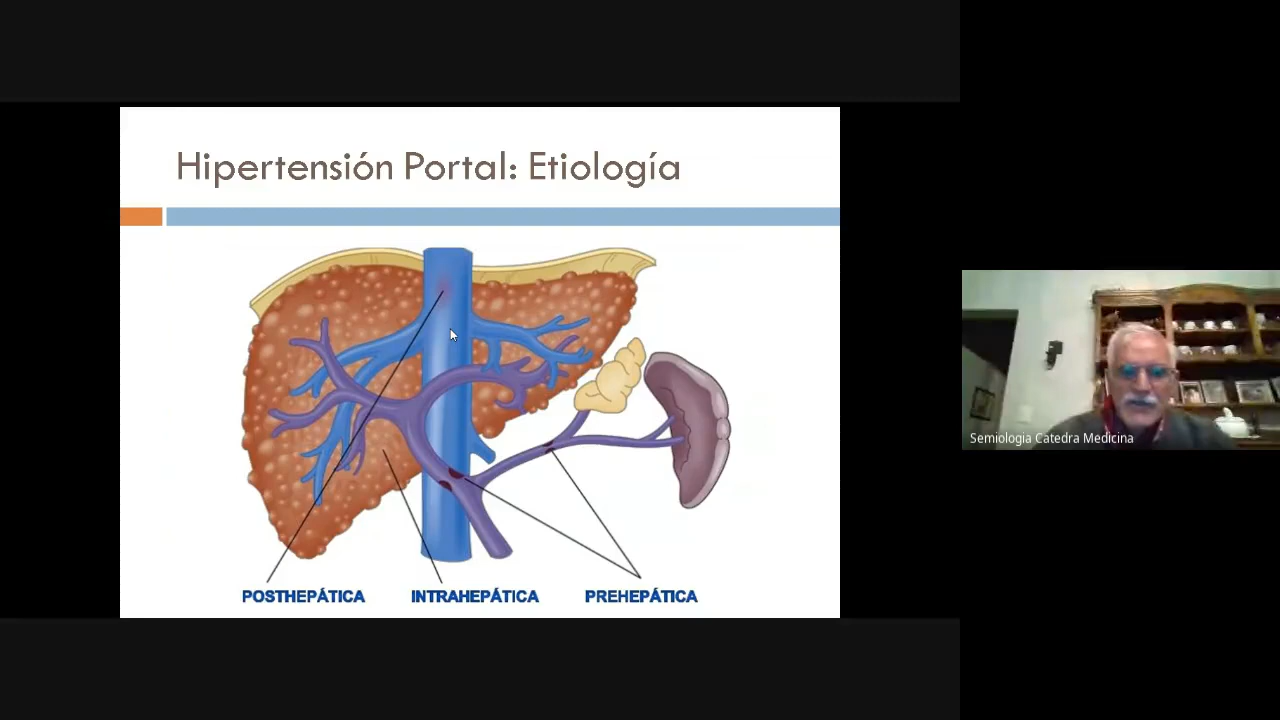 Hipertensión Portal: Etiología
POSTHEPÁTICA
INTRAHEPÁTICA
PREHEPÁTICA
Semiologia Catedra Medicina